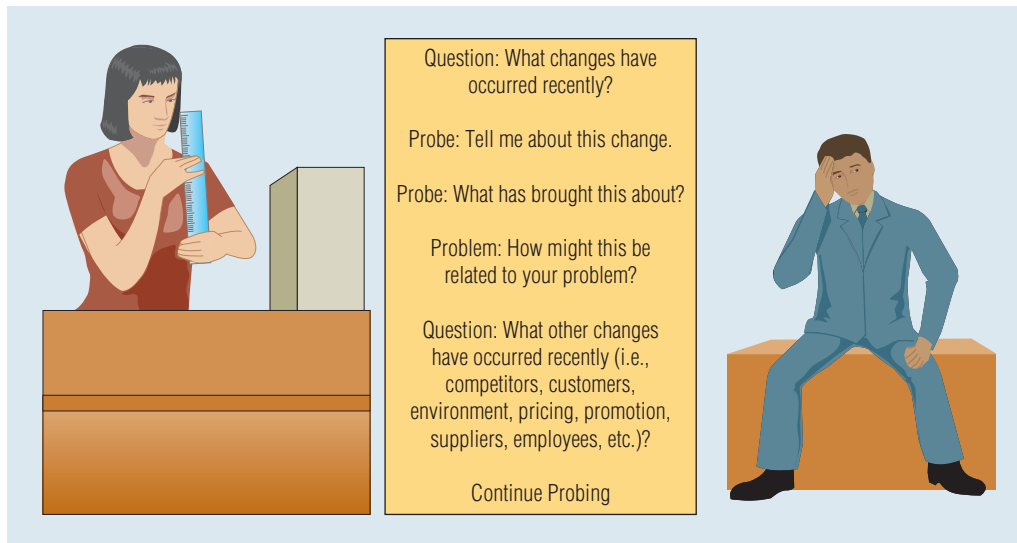 Question: What changes have
occurred recently?
Probe: Tell me about this change.
Probe: What has brought this about?
Problem: How might this be
related to your problem?
Question: What other changes
have occurred recently (i.e.,
competitors, customers,
environment, pricing, promotion,
suppliers, employees, etc.)?
Continue Probing